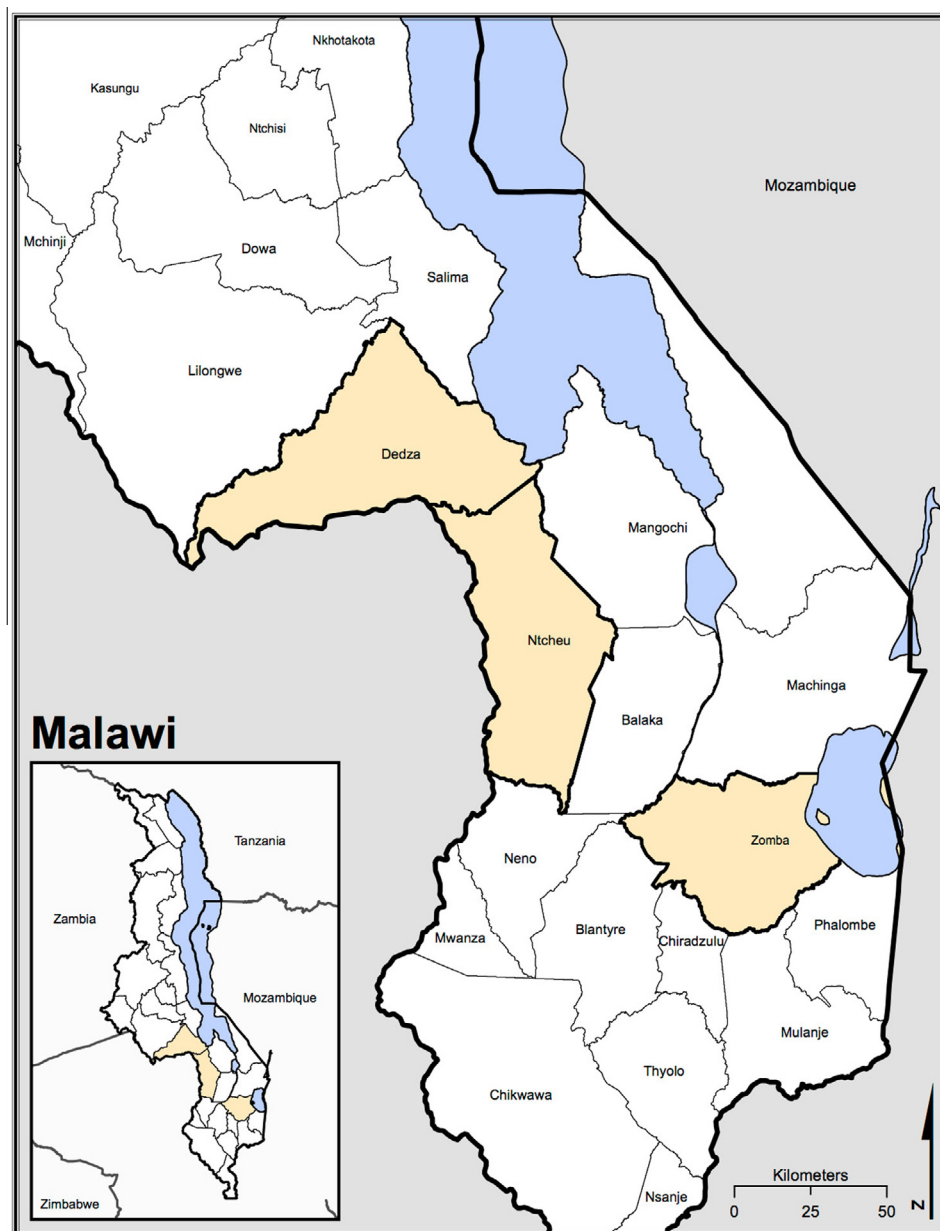 Nkhotakota
Kasungu
Ntchisi
Mozambique
Mchinji
Dowa
Salima
Lilongwe
Dedza
Mangochi
Ntcheu
Machinga
Balaka
Malawi
Tanzania
Zambia
Mozambique
Zimbabwe
Zomba
Neno
Phalombe
Blantyre
Mwanza
Chiradzulu
Mulanje
Thyolo
Chikwawa
Nsanje
Kilometers
0 25 50
N